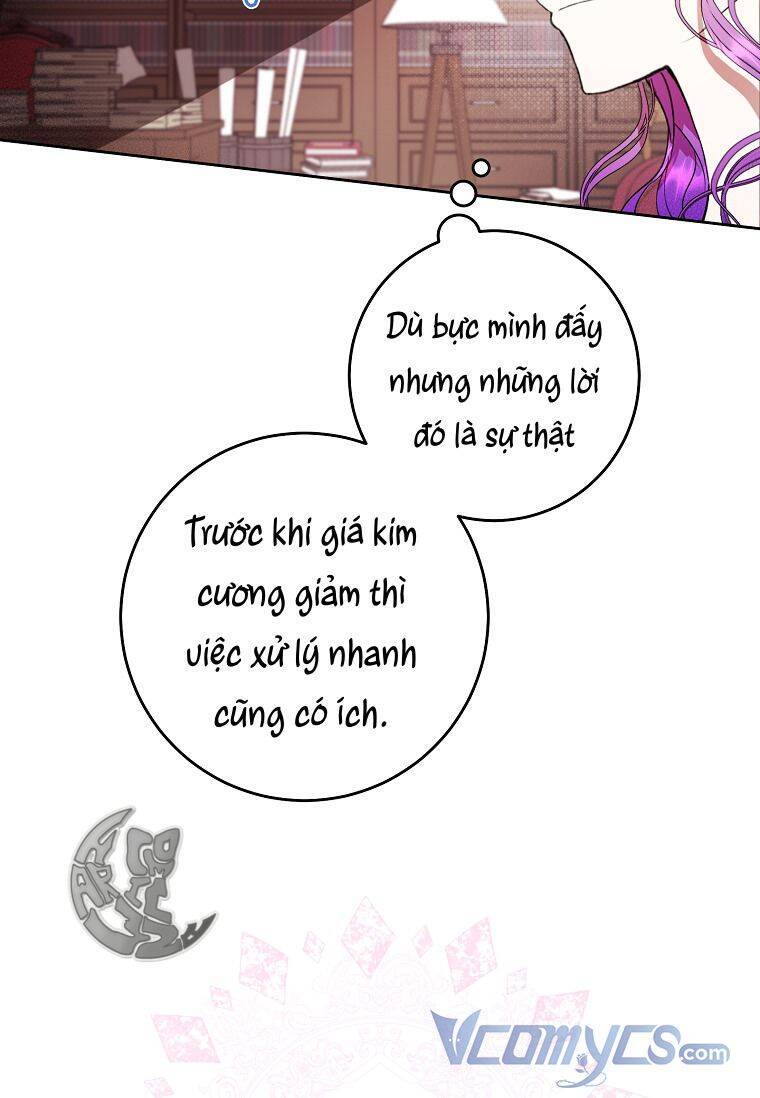 Dù bực mình đấy
nhưng những lời
đó là sự thật
Trước khi giá kim
cương giảm thì
việc xử lý nhanh
cũng có ích.
Vcomycs.com